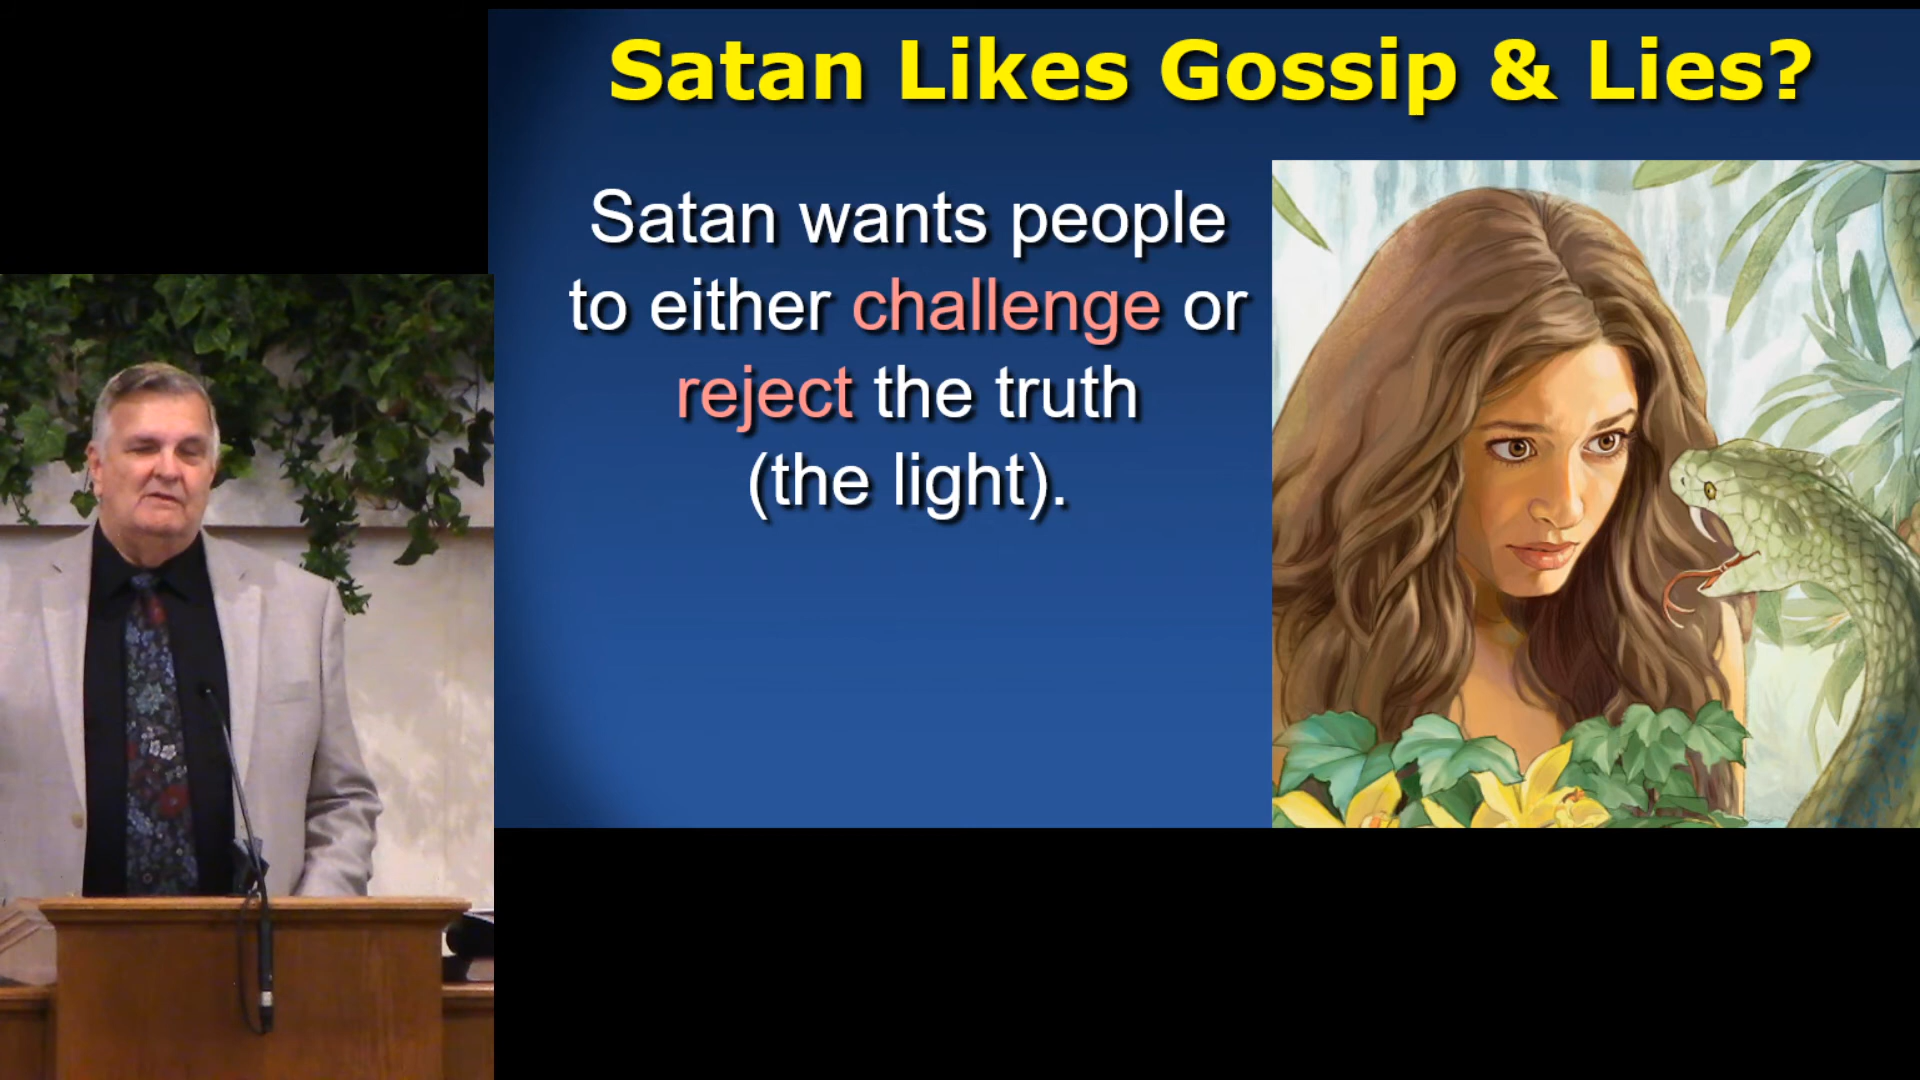 Satan Likes Gossip & Lies?
Satan wants people
to either challenge or
reject the truth
(the light).